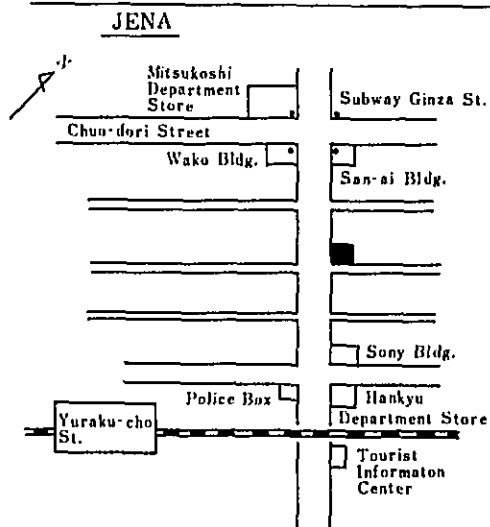 JENA
Mitsukoshi
Department
Store
Subway Ginza St.
Chuo-dori Street
Wako Bldg.
San-ai Bldg.
Sony Bldg.
Police Box
Hankyu
Department Store
Yuraku-cho
St.
Tourist
Informaton
Center